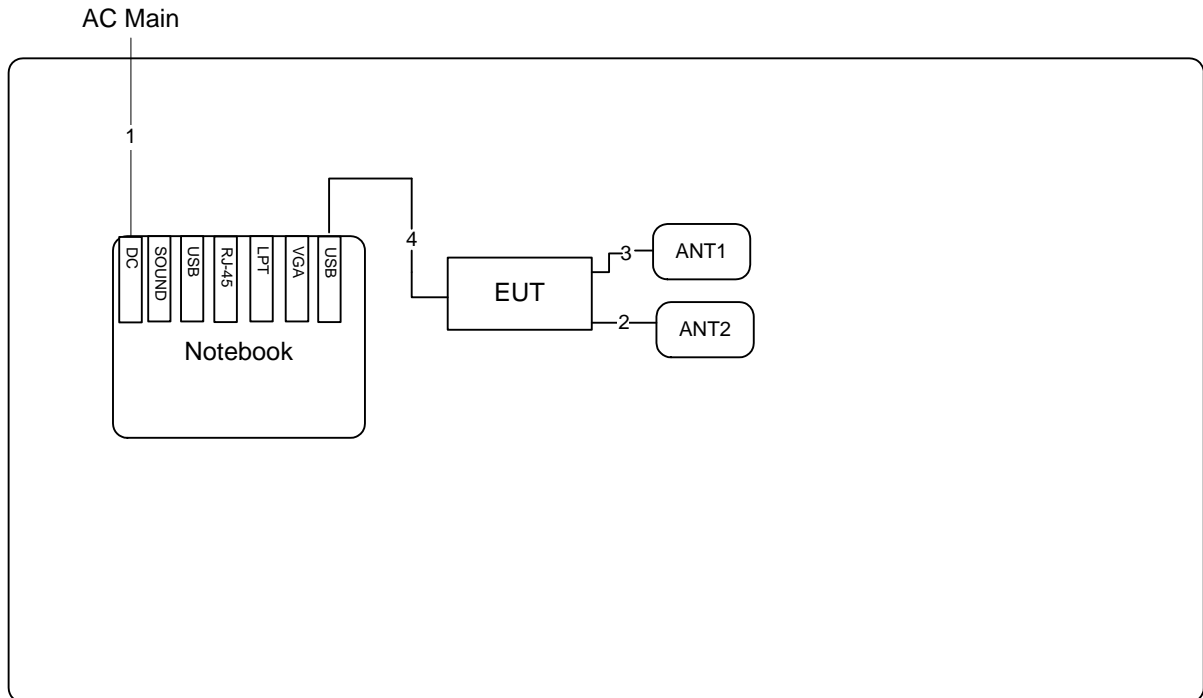 AC Main
1
DC
SOUND
USB
RJ-45
LPT
VGA
USB
4
3
ANT1
EUT
2
ANT2
Notebook